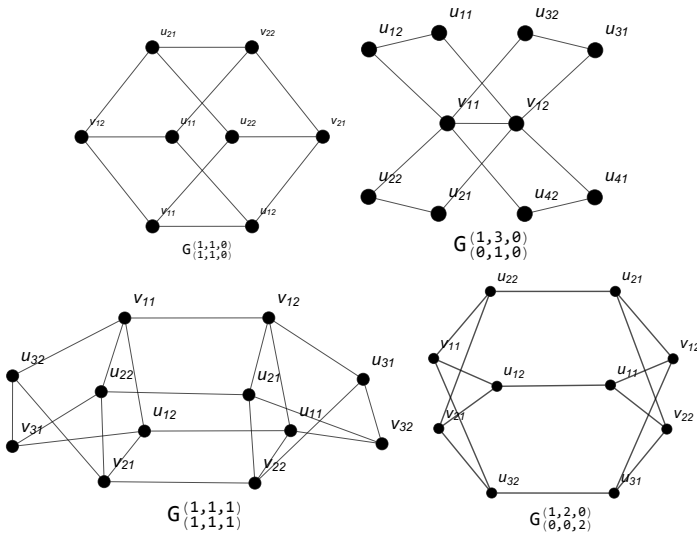 u21 v22
v12 u11 u22 v21
v11 u12
G(1,1,0)
(1,1,0)
u12 u11 u32 u31
v11 v12
u22 u21 u42 u41
G(1,3,0)
(0,1,0)
v11 v12
u32 u22 u21 u31
v31 u12 u11 v32
v21 v22
G(1,1,1)
(1,1,1)
u22 u21
v11 v12
u12 u11
v21 v22
u32 u31
G(1,2,0)
(0,0,2)